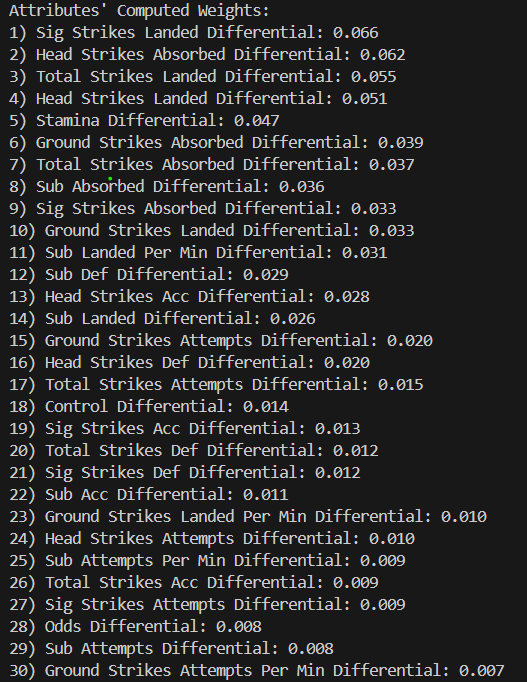 Attributes' Computed Weights:
1) Sig Strikes Landed Differential: 0.066
2) Head Strikes Absorbed Differential: 0.062
3) Total Strikes Landed Differential: 0.055
4) Head Strikes Landed Differential: 0.051
5) Stamina Differential: 0.047
6) Ground Strikes Absorbed Differential: 0.039
7) Total Strikes Absorbed Differential: 0.037
8) Sub Absorbed Differential: 0.036
9) Sig Strikes Absorbed Differential: 0.033
10) Ground Strikes Landed Differential: 0.033
11) Sub Landed Per Min Differential: 0.031
12) Sub Def Differential: 0.029
13) Head Strikes Acc Differential: 0.028
14) Sub Landed Differential: 0.026
15) Ground Strikes Attempts Differential: 0.020
16) Head Strikes Def Differential: 0.020
17) Total Strikes Attempts Differential: 0.015
18) Control Differential: 0.014
19) Sig Strikes Acc Differential: 0.013
20) Total Strikes Def Differential: 0.012
21) Sig Strikes Def Differential: 0.012
22) Sub Acc Differential: 0.011
23) Ground Strikes Landed Per Min Differential: 0.010
24) Head Strikes Attempts Differential: 0.010
25) Sub Attempts Per Min Differential: 0.009
26) Total Strikes Acc Differential: 0.009
27) Sig Strikes Attempts Differential: 0.009
28) Odds Differential: 0.008
29) Sub Attempts Differential: 0.008
30) Ground Strikes Attempts Per Min Differential: 0.007